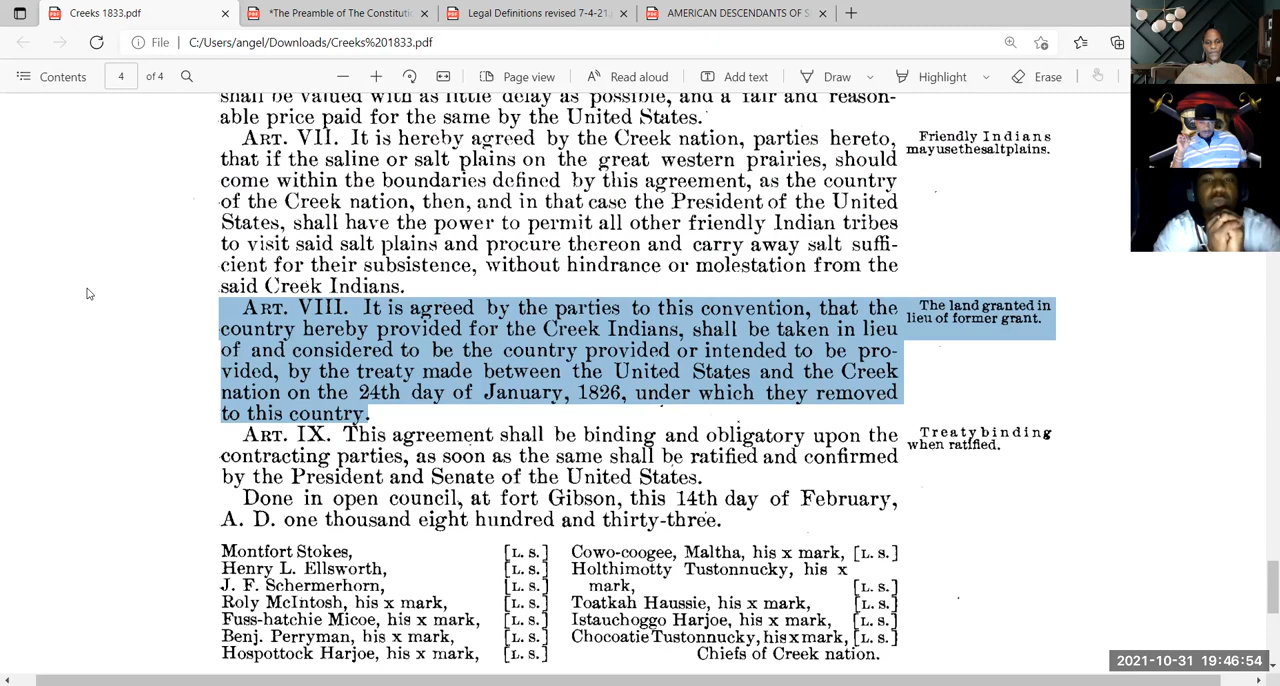 Creeks 1833.pdf
*The Preamble of The Constitutio
Legal Definitions revised 7-4-21.
AMERICAN DESCENDANTS OF S
File
C:/Users/angel/Downloads/Creeks%201833.pdf
Contents
4
of 4
Page view
Read aloud
Add text
Draw
Highlight
Erase
shall be valued with as little delay as possible, and a fair and reason-
able price paid for the same by the United States.
ART. VII. It is hereby agreed by the Creek nation, parties hereto,
that if the saline or salt plains on the great western prairies, should
come within the boundaries defined by this agreement, as the country
of the Creek nation, then, and in that case the President of the United
States, shall have the power to permit all other friendly Indian tribes
to visit said salt plains and procure thereon and carry away salt suffi-
cient for their subsistence, without hindrance or molestation from the
said Creek Indians.
Friendly Indians
may use the salt plains.
ART. VIII. It is agreed by the parties to this convention, that the
country hereby provided for the Creek Indians, shall be taken in lieu
of and considered to be the country provided or intended to be pro-
vided, by the treaty made between the United States and the Creek
nation on the 24th day of January, 1826, under which they removed
to this country.
The land granted in
lieu of former grant.
ART. IX. This agreement shall be binding and obligatory upon the
contracting parties, as soon as the same shall be ratified and confirmed
by the President and Senate of the United States.
Treaty binding
when ratified.
Done in open council, at fort Gibson, this 14th day of February,
A. D. one thousand eight hundred and thirty-three.
Montfort Stokes, [L. S.]
Henry L. Ellsworth, [L. S.]
J. F. Schermerhorn, [L. S.]
Roly McIntosh, his x mark, [L. S.]
Fuss-hatchie Micoe, his x mark, [L. S.]
Benj. Perryman, his x mark, [L. S.]
Hospottock Harjoe, his x mark, [L. S.]
Cowo-coogee, Maltha, his x mark, [L. S.]
Holthimotty Tustonnucky, his x
mark, [L. S.]
Toatkah Haussie, his x mark, [L. S.]
Istauchoggo Harjoe, his x mark, [L. S.]
Chocoatie Tustonnucky, his x mark, [L. S.]
Chiefs of Creek nation.
2021-10-31 19:46:54